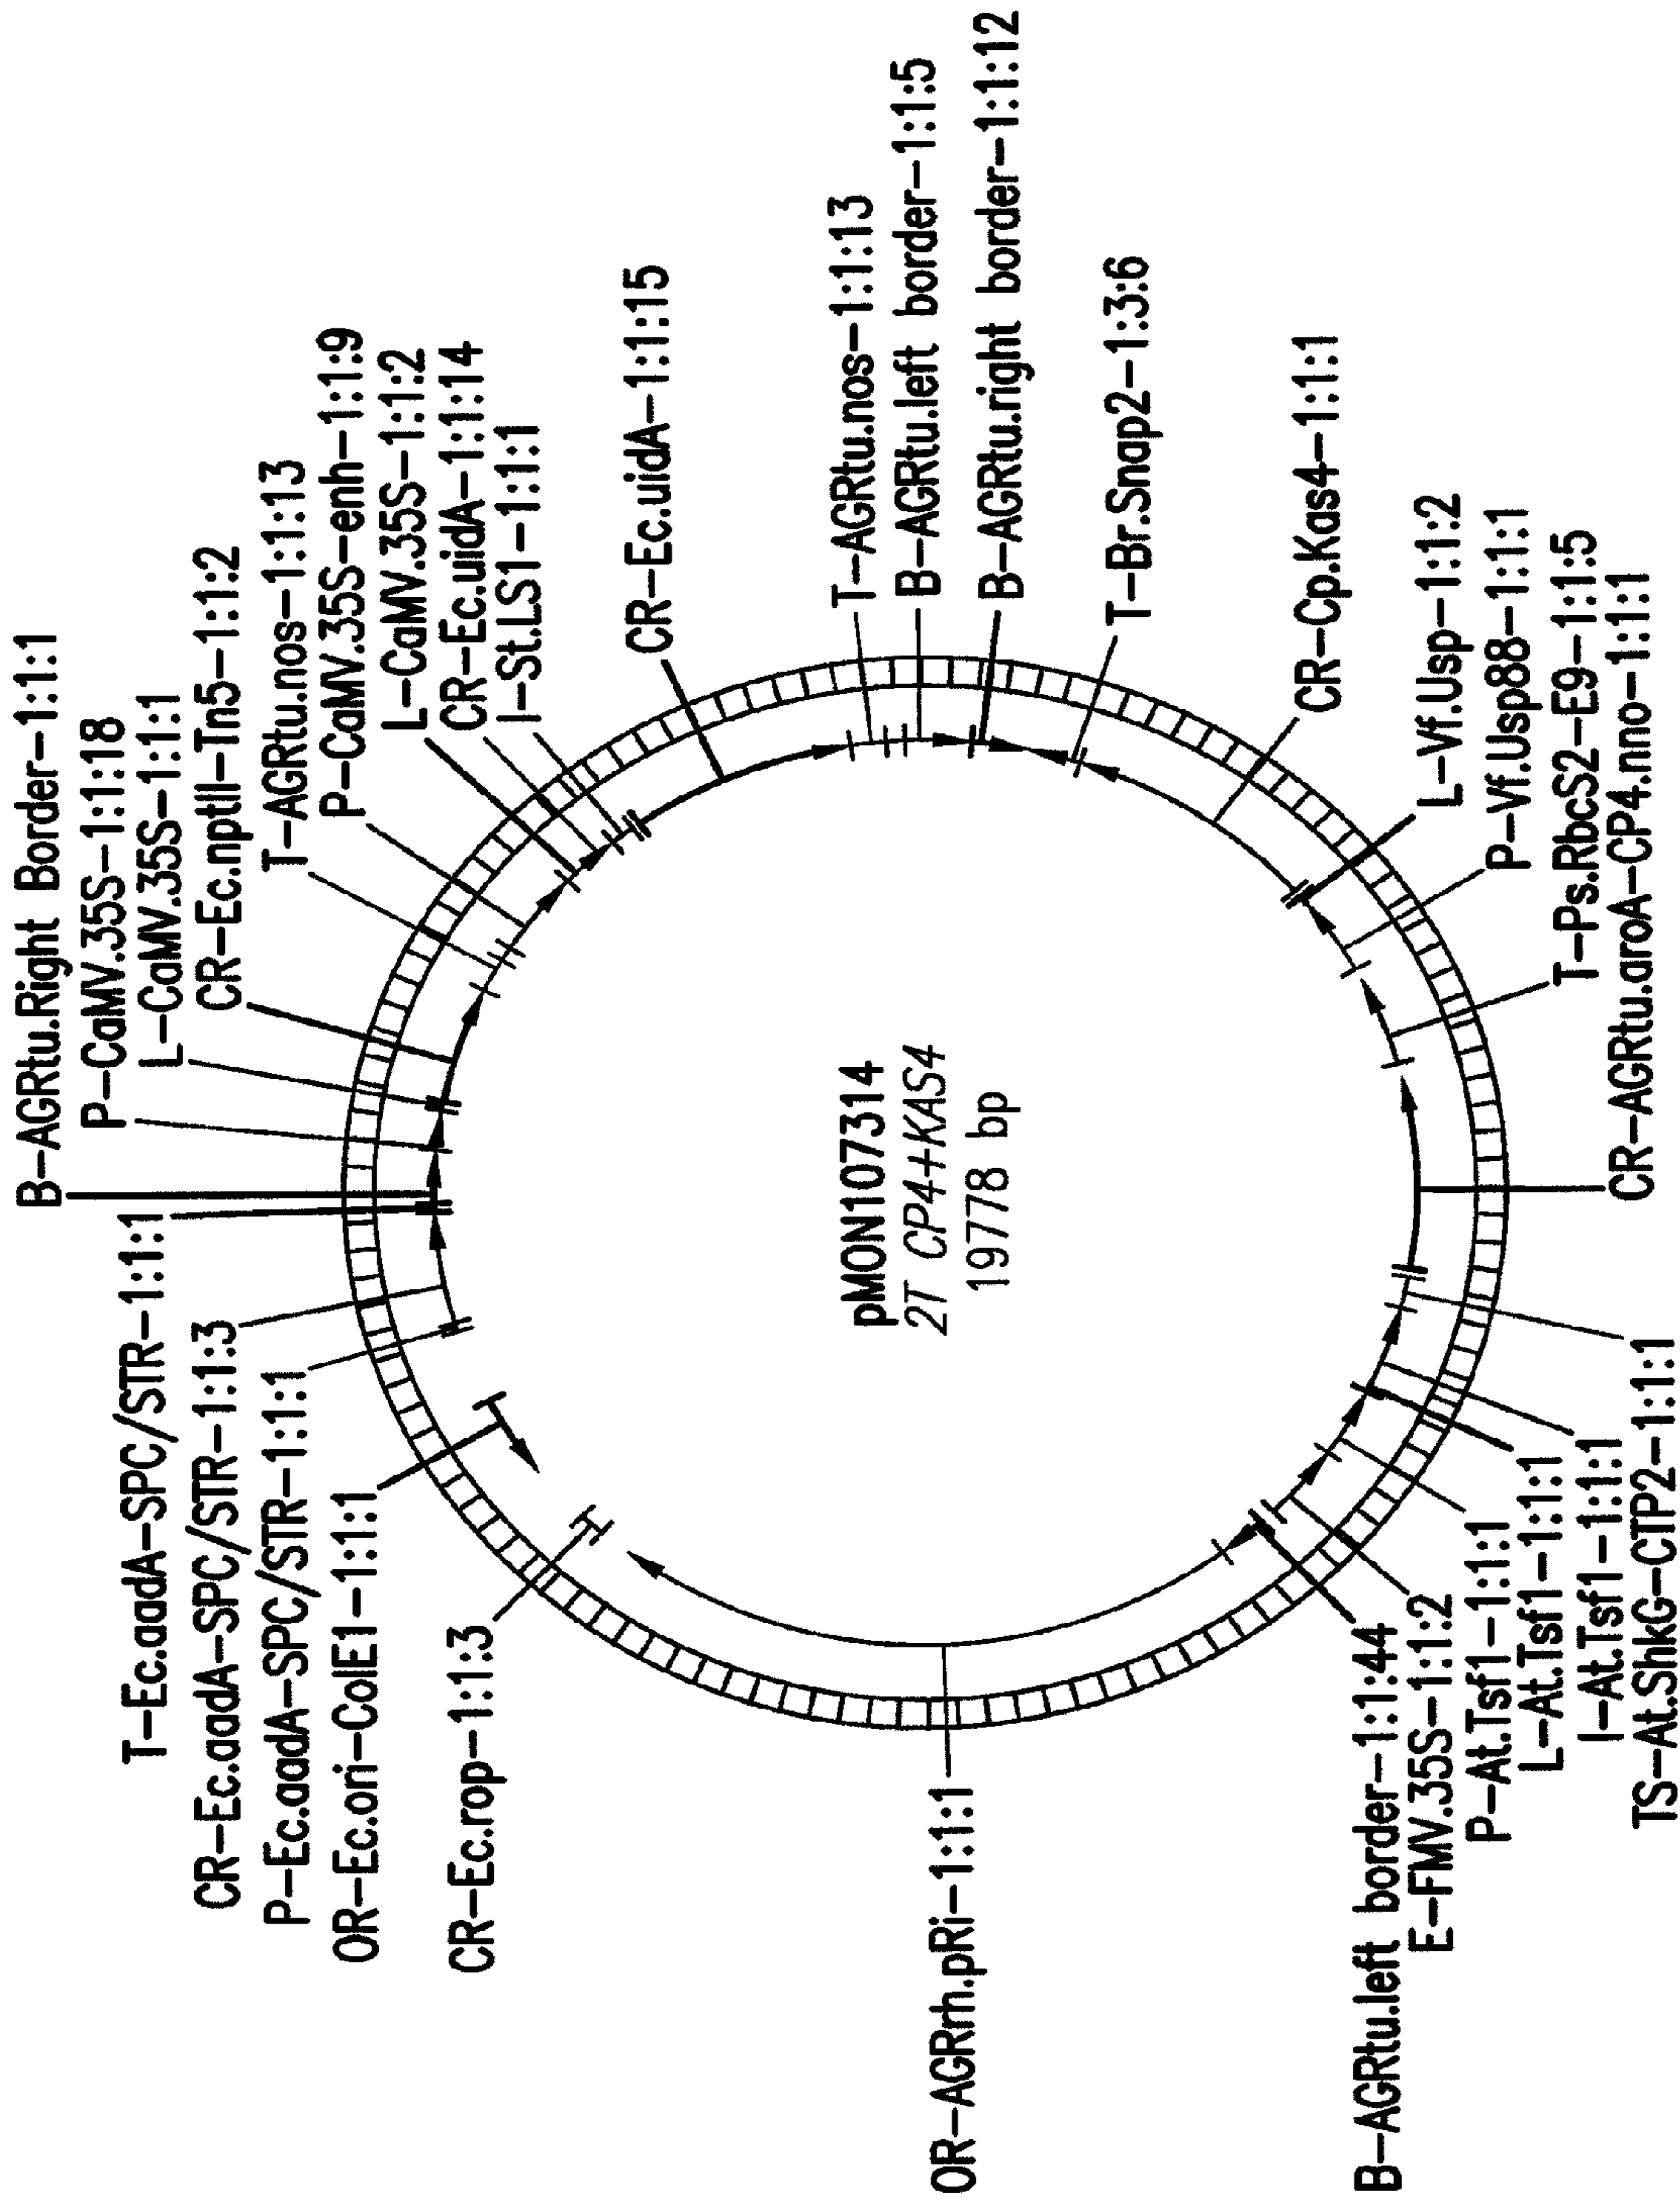 B-AGRtu.Right Border-1:1:1
P-CaMV.35S-1:1:18
L-CaMV.35S-1:1:1
CR-Ec.nptII-Tn5-1:1:2
T-AGRtu.nos-1:1:13
P-CaMV.35S-enh-1:1:9
L-CaMV.35S-1:1:2
CR-Ec.uidA-1:1:14
I-St.LS1-1:1:1
CR-Ec.uidA-1:1:15
T-AGRtu.nos-1:1:13
B-AGRtu.left border-1:1:5
B-AGRtu.right border-1:1:12
T-Br.Snap2-1:3:6
CR-Cp.Kas4-1:1:1
L-Vf.Usp-1:1:2
P-Vf.Usp88-1:1:1
T-Ps.RbcS2-E9-1:1:5
CR-AGRtu.aroA-CP4.nno-1:1:1
T-Ec.aadA-SPC/STR-1:1:1
CR-Ec.aadA-SPC/STR-1:1:3
P-Ec.aadA-SPC/STR-1:1:1
OR-Ec.ori-ColE1-1:1:1
CR-Ec.rop-1:1:3
OR-AGRrh.pRi-1:1:1
B-AGRtu.left border-1:1:44
E-FMV.35S-1:1:2
P-At.Tsf1-1:1:1
L-At.Tsf1-1:1:1
I-At.Tsf1-1:1:1
TS-At.ShkG-CTP2-1:1:1
pMON107314
2T CP4+KAS4
19778 bp